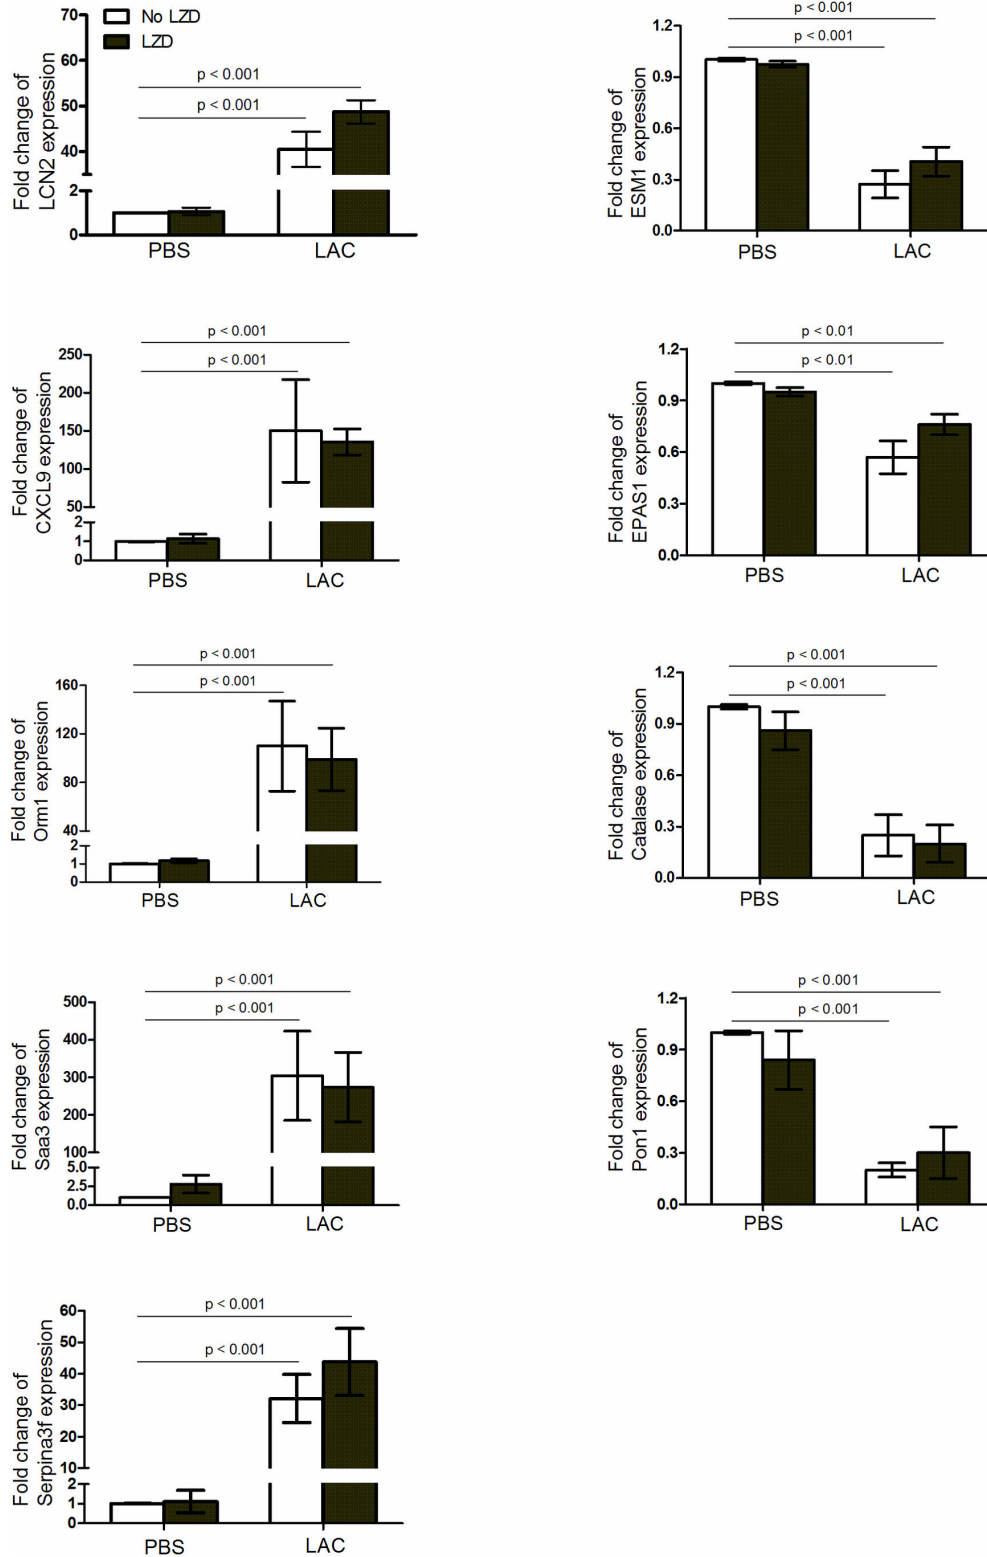 No LZD
LZD
Fold change of
LCN2 expression
70
60
50
40
2
0
p < 0.001
p < 0.001
PBS
LAC
Fold change of
ESM1 expression
1.2
0.9
0.6
0.3
0.0
p < 0.001
p < 0.001
PBS
LAC
Fold change of
CXCL9 expression
250
200
150
100
50
2
1
0
p < 0.001
p < 0.001
PBS
LAC
Fold change of
EPAS1 expression
1.2
0.9
0.6
0.3
0.0
p < 0.01
p < 0.01
PBS
LAC
Fold change of
Orm1 expression
160
120
80
40
2
1
0
p < 0.001
p < 0.001
PBS
LAC
Fold change of
Catalase expression
1.2
0.9
0.6
0.3
0.0
p < 0.001
p < 0.001
PBS
LAC
Fold change of
Saa3 expression
500
400
300
200
100
5.0
2.5
0.0
p < 0.001
p < 0.001
PBS
LAC
Fold change of
Pon1 expression
1.2
0.9
0.6
0.3
0.0
p < 0.001
p < 0.001
PBS
LAC
Fold change of
Serpina3f expression
60
50
40
30
20
10
2
1
0
p < 0.001
p < 0.001
PBS
LAC